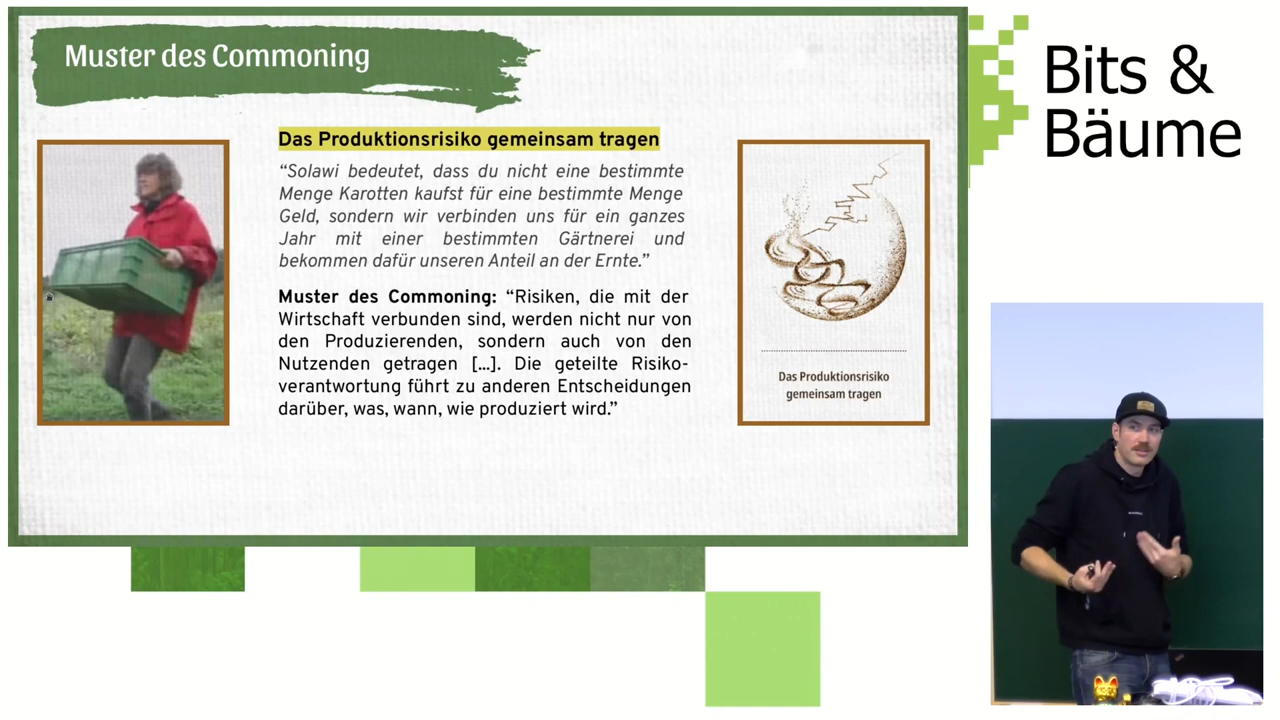 Muster des Commoning
Das Produktionsrisiko gemeinsam tragen
“Solawi bedeutet, dass du nicht eine bestimmte
Menge Karotten kaufst für eine bestimmte Menge
Geld, sondern wir verbinden uns für ein ganzes
Jahr mit einer bestimmten Gärtnerei und
bekommen dafür unseren Anteil an der Ernte.”
Muster des Commoning: “Risiken, die mit der
Wirtschaft verbunden sind, werden nicht nur von
den Produzierenden, sondern auch von den
Nutzenden getragen [...]. Die geteilte Risiko-
verantwortung führt zu anderen Entscheidungen
darüber, was, wann, wie produziert wird.”
Das Produktionsrisiko
gemeinsam tragen
Bits &
Bäume